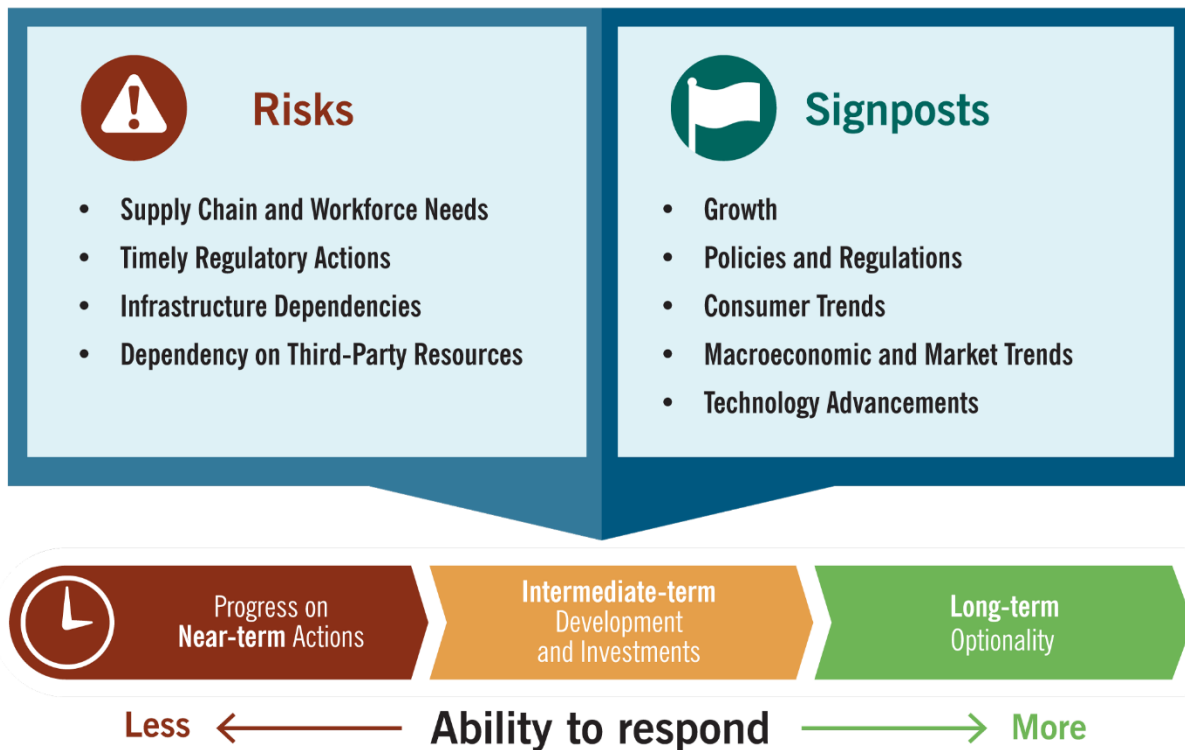 Risks
• Supply Chain and Workforce Needs
• Timely Regulatory Actions
• Infrastructure Dependencies
• Dependency on Third-Party Resources
Signposts
• Growth
• Policies and Regulations
• Consumer Trends
• Macroeconomic and Market Trends
• Technology Advancements
Progress on
Near-term Actions
Intermediate-term
Development
and Investments
Long-term
Optionality
Less Ability to respond More